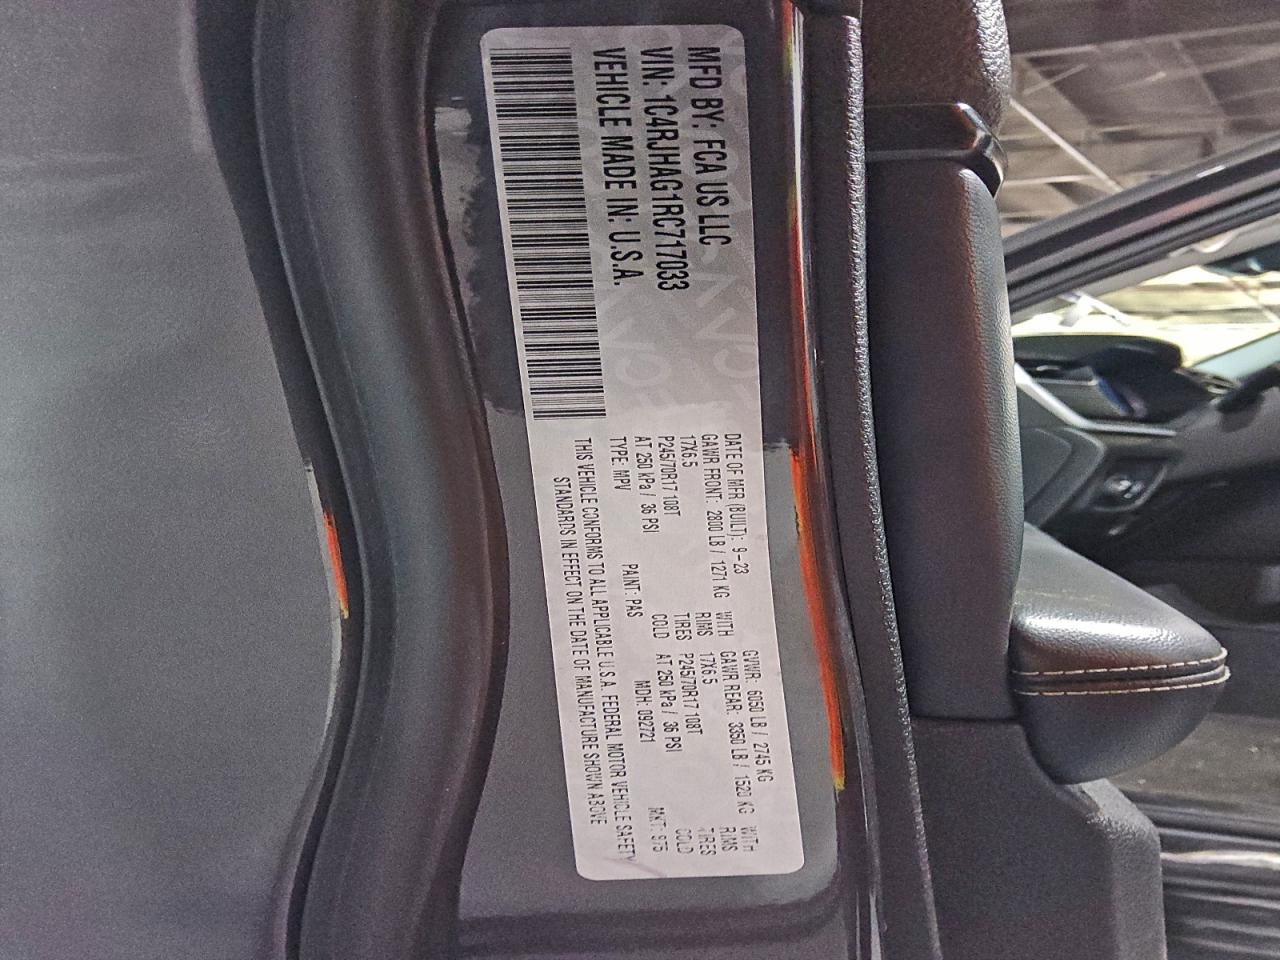 MFD BY: FCA US LLC
VIN: 1C4RJHAG1RC717033
VEHICLE MADE IN: U.S.A.
DATE OF MFR (BUILT): 9-23 GVWR: 6050 LB / 2745 KG
GAWR FRONT: 2800 LB / 1271 KG WITH GAWR REAR: 3350 LB / 1520 KG WITH
17X6.5 RIMS 17X6.5 RIMS
P245/70R17 108T TIRES P245/70R17 108T TIRES
AT 250 kPa / 36 PSI COLD AT 250 kPa / 36 PSI COLD
TYPE: MPV PAINT: PAS MDH: 092721 MKT: 975
THIS VEHICLE CONFORMS TO ALL APPLICABLE U.S.A. FEDERAL MOTOR VEHICLE SAFETY
STANDARDS IN EFFECT ON THE DATE OF MANUFACTURE SHOWN ABOVE